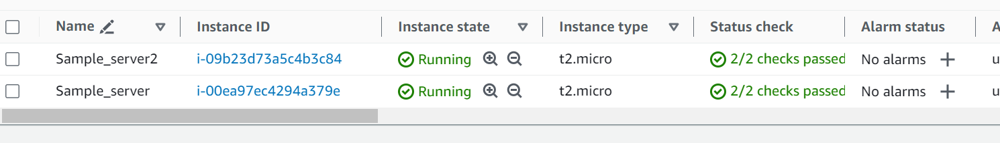 Name Instance ID Instance state Instance type Status check Alarm status A
Sample_server2 i-09b23d73a5c4b3c84 Running t2.micro 2/2 checks passed No alarms u
Sample_server i-00ea97ec4294a379e Running t2.micro 2/2 checks passed No alarms u